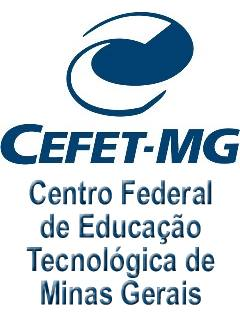 CEFET-MG
Centro Federal
de Educação
Tecnológica de
Minas Gerais